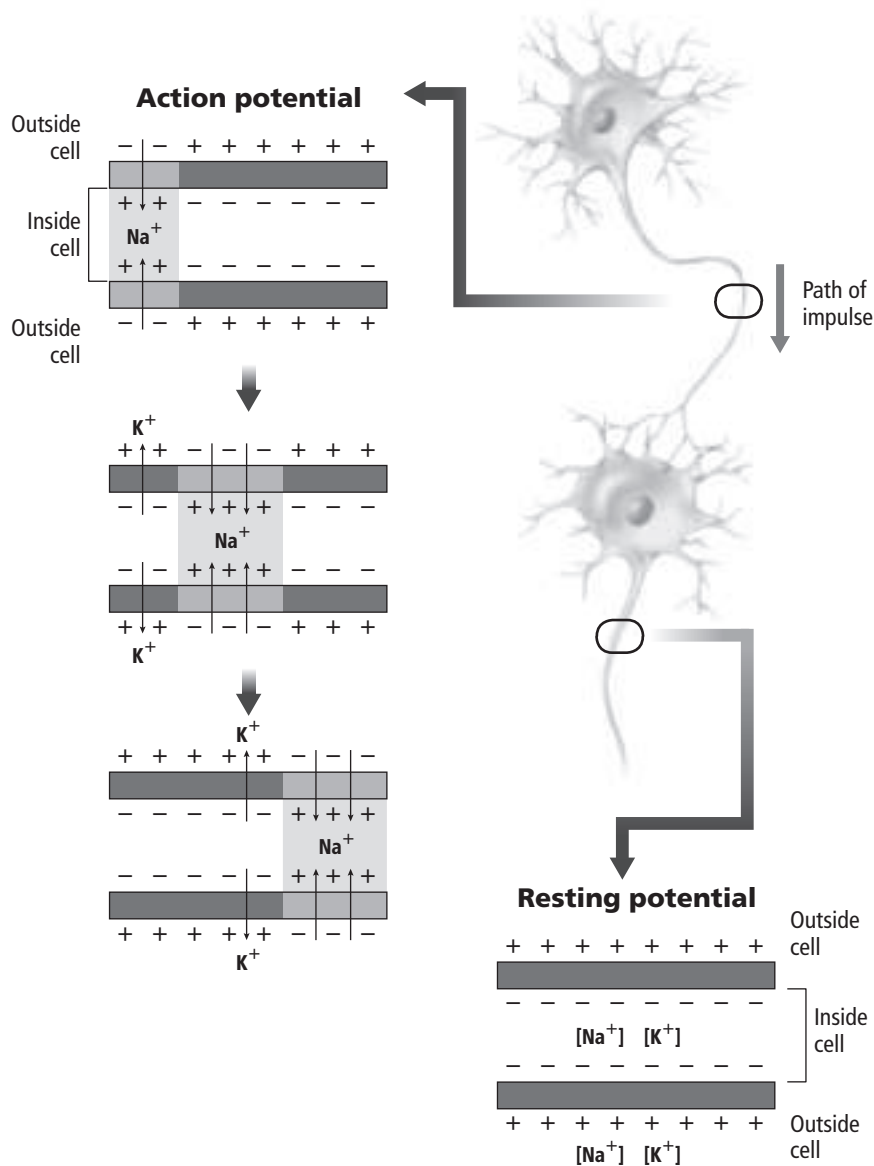 Action potential
Outside
cell
− − + + + + + +
+ + − − − − − −
Inside
cell
Na⁺
+ + − − − − − −
− − + + + + + +
Outside
cell
Path of
impulse
K⁺
+ + − − − + + +
− − + + + − − −
Na⁺
− − + + + − − −
+ + − − − + + +
K⁺
K⁺
+ + + + + − − −
− − − − − + + +
Na⁺
− − − − − + + +
+ + + + + − − −
K⁺
Resting potential
Outside
cell
+ + + + + + + +
− − − − − − − −
[Na⁺] [K⁺]
Inside
cell
− − − − − − − −
+ + + + + + + +
Outside
cell
[Na⁺] [K⁺]